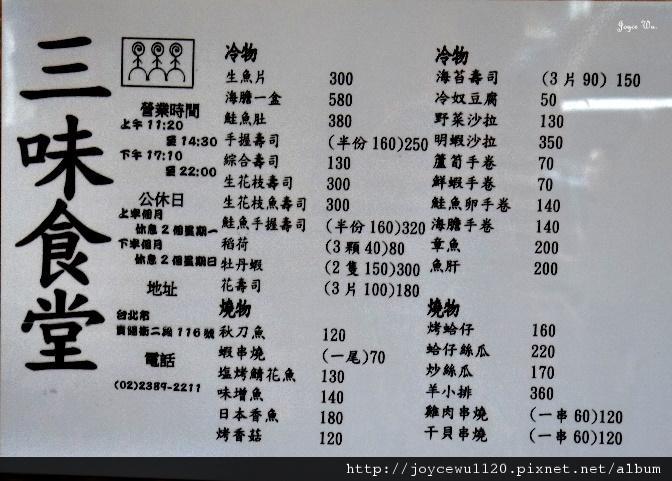 Joyce Wu.
三味食堂
營業時間
上午 11:20
至 14:30
下午 17:10
至 22:00
公休日
上半個月
休息 2 個星期一
下半個月
休息 2 個星期日
地址
台北市
貴陽街二段 116 號
電話
(02)2389-2211
冷物
生魚片 300
海膽一盒 580
鮭魚肚 380
手握壽司 (半份 160)250
綜合壽司 130
生花枝壽司 300
生花枝魚壽司 300
鮭魚手握壽司 (半份 160)320
稻荷 (3 顆 40)80
牡丹蝦 (2 隻 150)300
花壽司 (3 片 100)180
燒物
秋刀魚 120
蝦串燒 (一尾)70
塩烤鯖花魚 130
味增魚 140
日本香魚 180
烤香菇 120
冷物
海苔壽司 (3 片 90) 150
冷奴豆腐 50
野菜沙拉 130
明蝦沙拉 350
蘆筍手卷 70
鮮蝦手卷 70
鮭魚卵手卷 140
海膽手卷 140
章魚 200
魚肝 200
燒物
烤蛤仔 160
蛤仔絲瓜 220
炒絲瓜 170
羊小排 360
雞肉串燒 (一串 60)120
干貝串燒 (一串 60)120
http://joycewu1120.pixnet.net/album